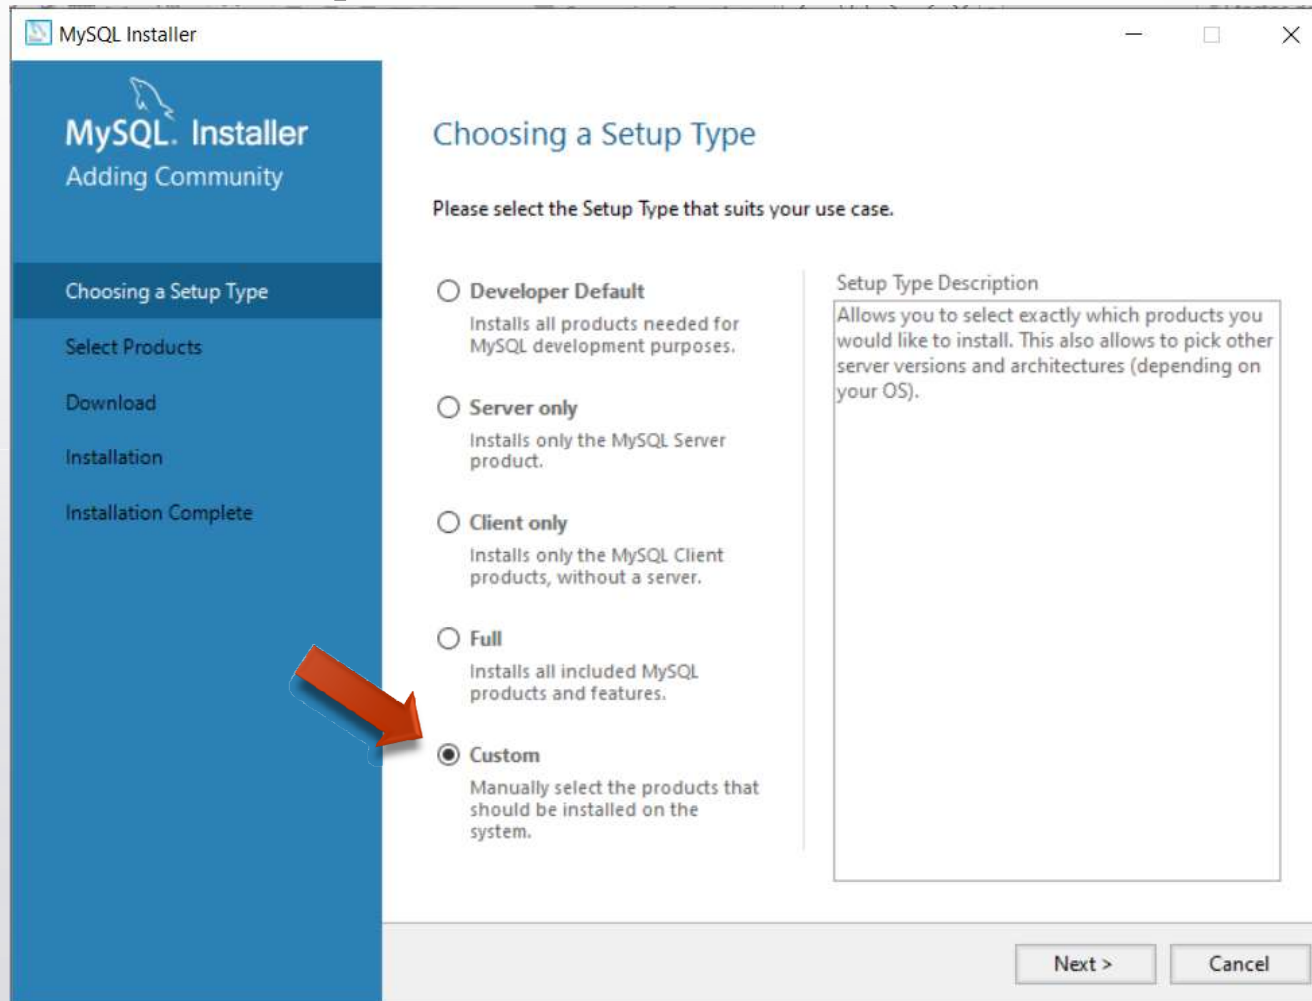 MySQL Installer
MySQL. Installer
Adding Community
Choosing a Setup Type
Select Products
Download
Installation
Installation Complete
Choosing a Setup Type
Please select the Setup Type that suits your use case.
Developer Default
Installs all products needed for
MySQL development purposes.
Server only
Installs only the MySQL Server
product.
Client only
Installs only the MySQL Client
products, without a server.
Full
Installs all included MySQL
products and features.
Custom
Manually select the products that
should be installed on the
system.
Setup Type Description
Allows you to select exactly which products you
would like to install. This also allows to pick other
server versions and architectures (depending on
your OS).
Next >
Cancel